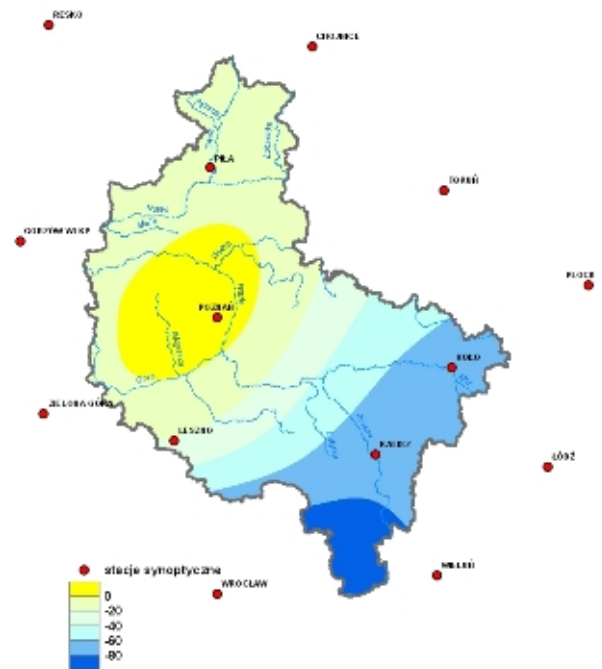 RESKO
CHOJNICE
PIŁA
TORUŃ
GORZÓW WLKP
PŁOCK
POZNAŃ
KOŁO
ZIELONA GÓRA
LESZNO
KALISZ
ŁÓDŹ
stacje synoptyczne
WIELUŃ
WROCŁAW
0
-20
-40
-60
-80